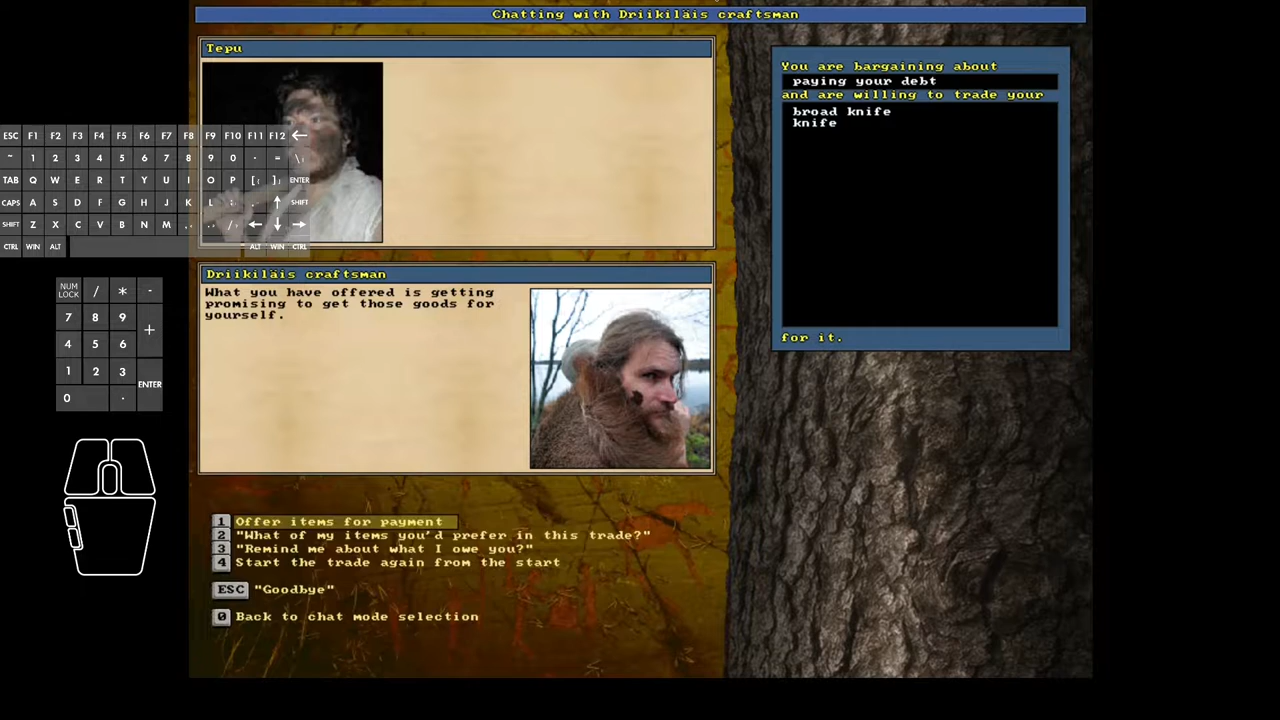 Chatting with Driikiläis craftsman
Tepu
ESC F1 F2 F3 F4 F5 F6 F7 F8 F9 F10 F11 F12 ←
~ 1 2 3 4 5 6 7 8 9 0 - = \
TAB Q W E R T Y U I O P [ ] ENTER
CAPS A S D F G H J K L ↑ SHIFT
SHIFT Z X C V B N M / ← ↓ →
CTRL WIN ALT ALT WIN CTRL
NUM LOCK / * -
7 8 9 +
4 5 6
1 2 3 ENTER
0 .
Driikiläis craftsman
What you have offered is getting
promising to get those goods for
yourself.
1 Offer items for payment
2 "What of my items you'd prefer in this trade?"
3 "Remind me about what I owe you?"
4 Start the trade again from the start
ESC "Goodbye"
0 Back to chat mode selection
You are bargaining about
paying your debt
and are willing to trade your
broad knife
knife
for it.